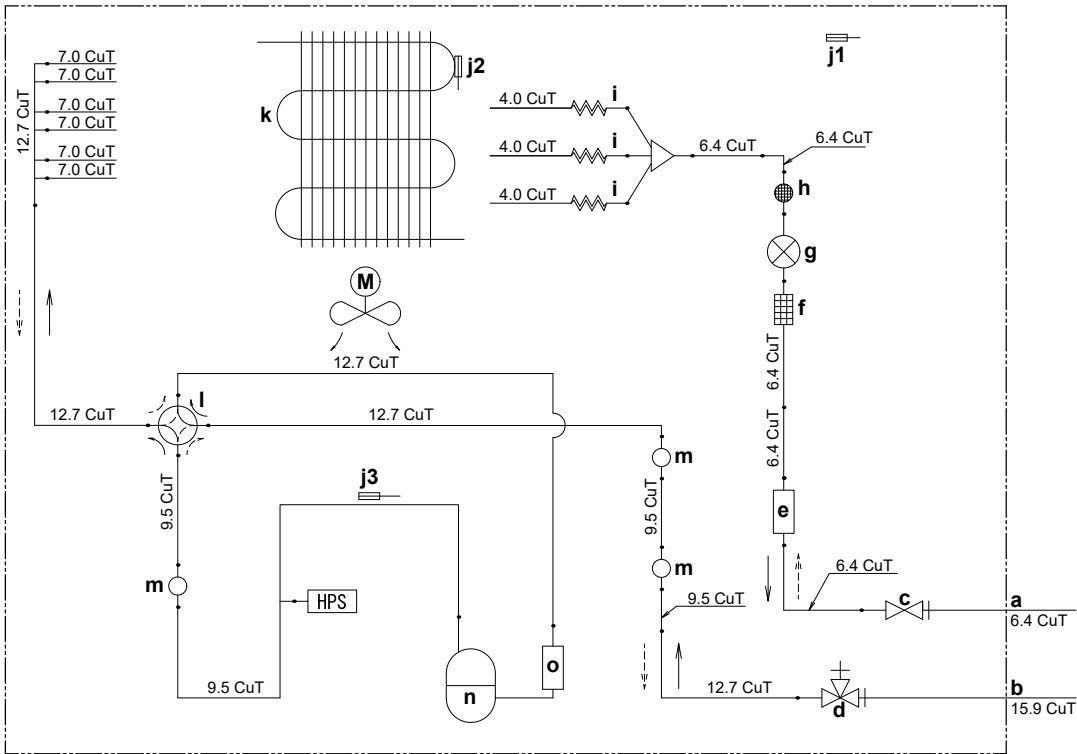 7.0 CuT
7.0 CuT
7.0 CuT
7.0 CuT
7.0 CuT
7.0 CuT
12.7 CuT
k
j2
j1
4.0 CuT
i
4.0 CuT
i
4.0 CuT
i
6.4 CuT
6.4 CuT
h
g
f
M
12.7 CuT
6.4 CuT
12.7 CuT
l
12.7 CuT
6.4 CuT
m
j3
9.5 CuT
9.5 CuT
e
m
m
HPS
6.4 CuT
9.5 CuT
c
a
6.4 CuT
o
n
9.5 CuT
12.7 CuT
d
b
15.9 CuT